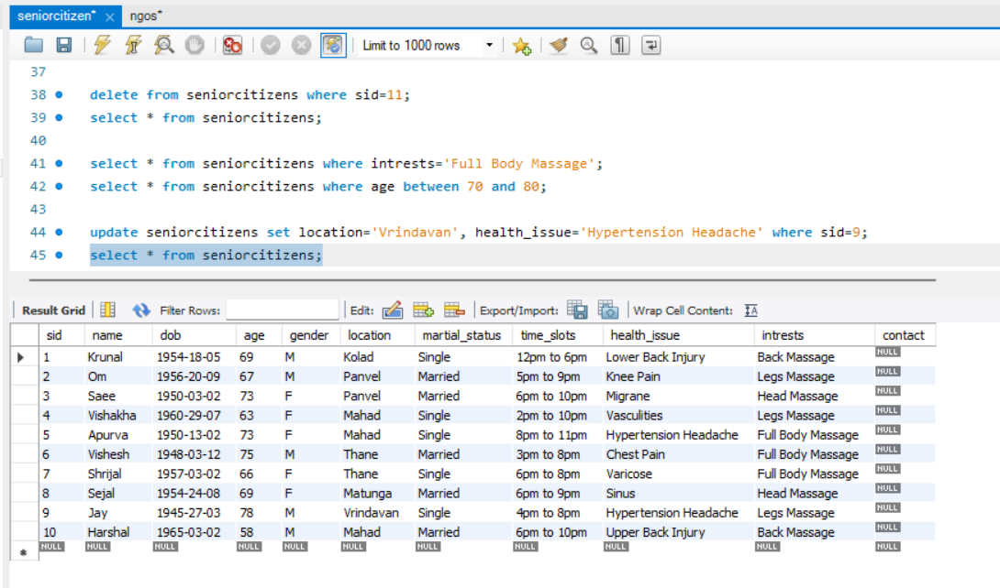 seniorcitizen* × ngos*
Limit to 1000 rows
37
38 delete from seniorcitizens where sid=11;
39 select * from seniorcitizens;
40
41 select * from seniorcitizens where intrests='Full Body Massage';
42 select * from seniorcitizens where age between 70 and 80;
43
44 update seniorcitizens set location='Vrindavan', health_issue='Hypertension Headache' where sid=9;
45 select * from seniorcitizens;
Result Grid Filter Rows: Edit: Export/Import: Wrap Cell Content: IA
sid name dob age gender location martial_status time_slots health_issue intrests contact
1 Krunal 1954-18-05 69 M Kolad Single 12pm to 6pm Lower Back Injury Back Massage NULL
2 Om 1956-20-09 67 M Panvel Married 5pm to 9pm Knee Pain Legs Massage NULL
3 Saee 1950-03-02 73 F Panvel Married 6pm to 10pm Migrane Head Massage NULL
4 Vishakha 1960-29-07 63 F Mahad Single 2pm to 10pm Vasculities Legs Massage NULL
5 Apurva 1950-13-02 73 F Mahad Single 8pm to 11pm Hypertension Headache Full Body Massage NULL
6 Vishesh 1948-03-12 75 M Thane Married 3pm to 8pm Chest Pain Full Body Massage NULL
7 Shrijal 1957-03-02 66 F Thane Single 6pm to 8pm Varicose Full Body Massage NULL
8 Sejal 1954-24-08 69 F Matunga Married 6pm to 9pm Sinus Head Massage NULL
9 Jay 1945-27-03 78 M Vrindavan Single 4pm to 8pm Hypertension Headache Legs Massage NULL
10 Harshal 1965-03-02 58 M Mahad Married 6pm to 10pm Upper Back Injury Back Massage NULL
NULL NULL NULL NULL NULL NULL NULL NULL NULL NULL NULL